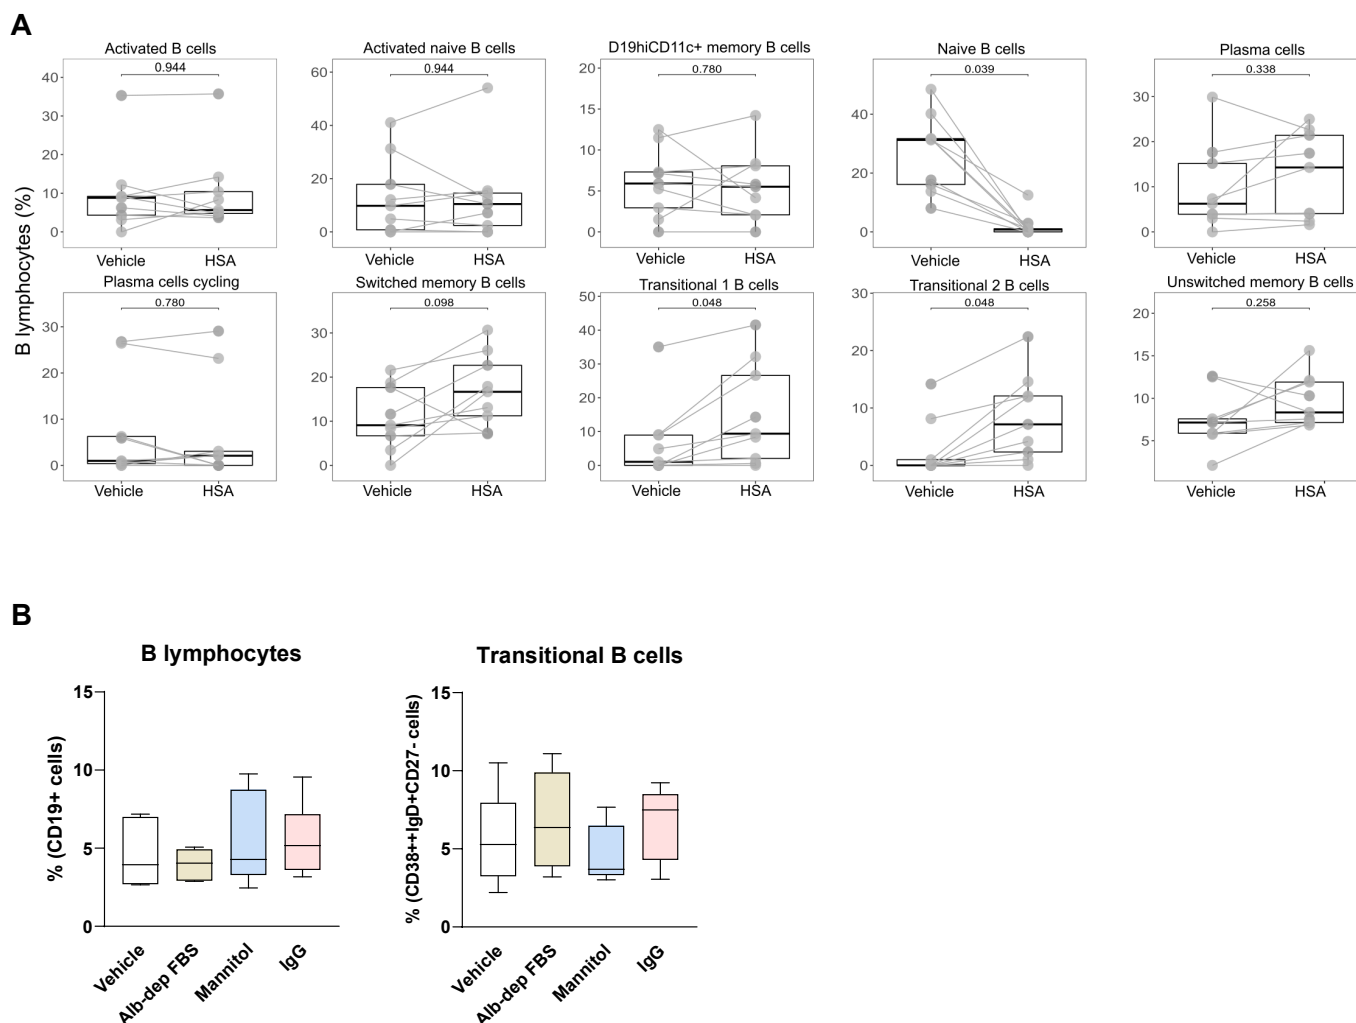 A
Activated B cells
Activated naive B cells
D19hiCD11c+ memory B cells
Naive B cells
Plasma cells
0.944
0.944
0.780
0.039
0.338
40
30
20
10
0
60
40
20
0
20
15
10
5
0
40
20
0
30
20
10
0
Vehicle HSA
Vehicle HSA
Vehicle HSA
Vehicle HSA
Vehicle HSA
B lymphocytes (%)
Plasma cells cycling
Switched memory B cells
Transitional 1 B cells
Transitional 2 B cells
Unswitched memory B cells
0.780
0.098
0.048
0.048
0.258
30
20
10
0
30
20
10
0
50
40
30
20
10
0
30
20
10
0
20
15
10
5
Vehicle HSA
Vehicle HSA
Vehicle HSA
Vehicle HSA
Vehicle HSA
B
B lymphocytes
% (CD19+ cells)
15
10
5
0
Vehicle
Alb-dep FBS
Mannitol
IgG
Transitional B cells
% (CD38++IgD+CD27- cells)
15
10
5
0
Vehicle
Alb-dep FBS
Mannitol
IgG